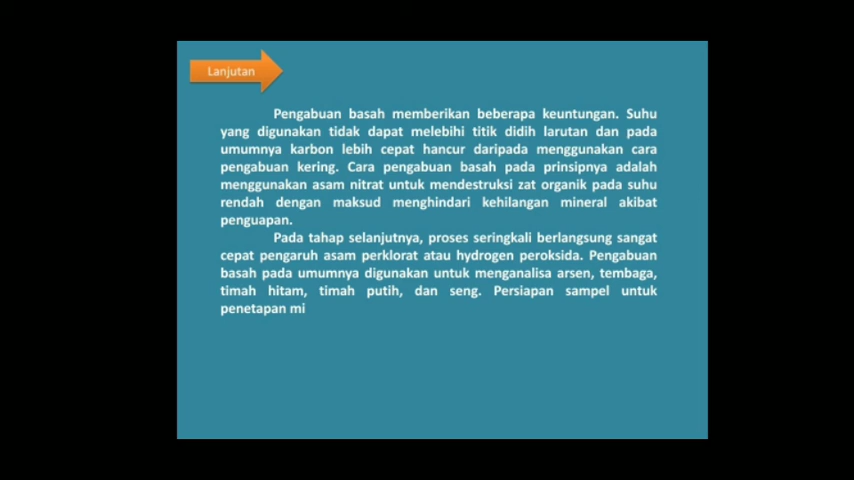 Lanjutan
Pengabuan basah memberikan beberapa keuntungan. Suhu
yang digunakan tidak dapat melebihi titik didih larutan dan pada
umumnya karbon lebih cepat hancur daripada menggunakan cara
pengabuan kering. Cara pengabuan basah pada prinsipnya adalah
menggunakan asam nitrat untuk mendestruksi zat organik pada suhu
rendah dengan maksud menghindari kehilangan mineral akibat
penguapan.
Pada tahap selanjutnya, proses seringkali berlangsung sangat
cepat pengaruh asam perklorat atau hydrogen peroksida. Pengabuan
basah pada umumnya digunakan untuk menganalisa arsen, tembaga,
timah hitam, timah putih, dan seng. Persiapan sampel untuk
penetapan mi